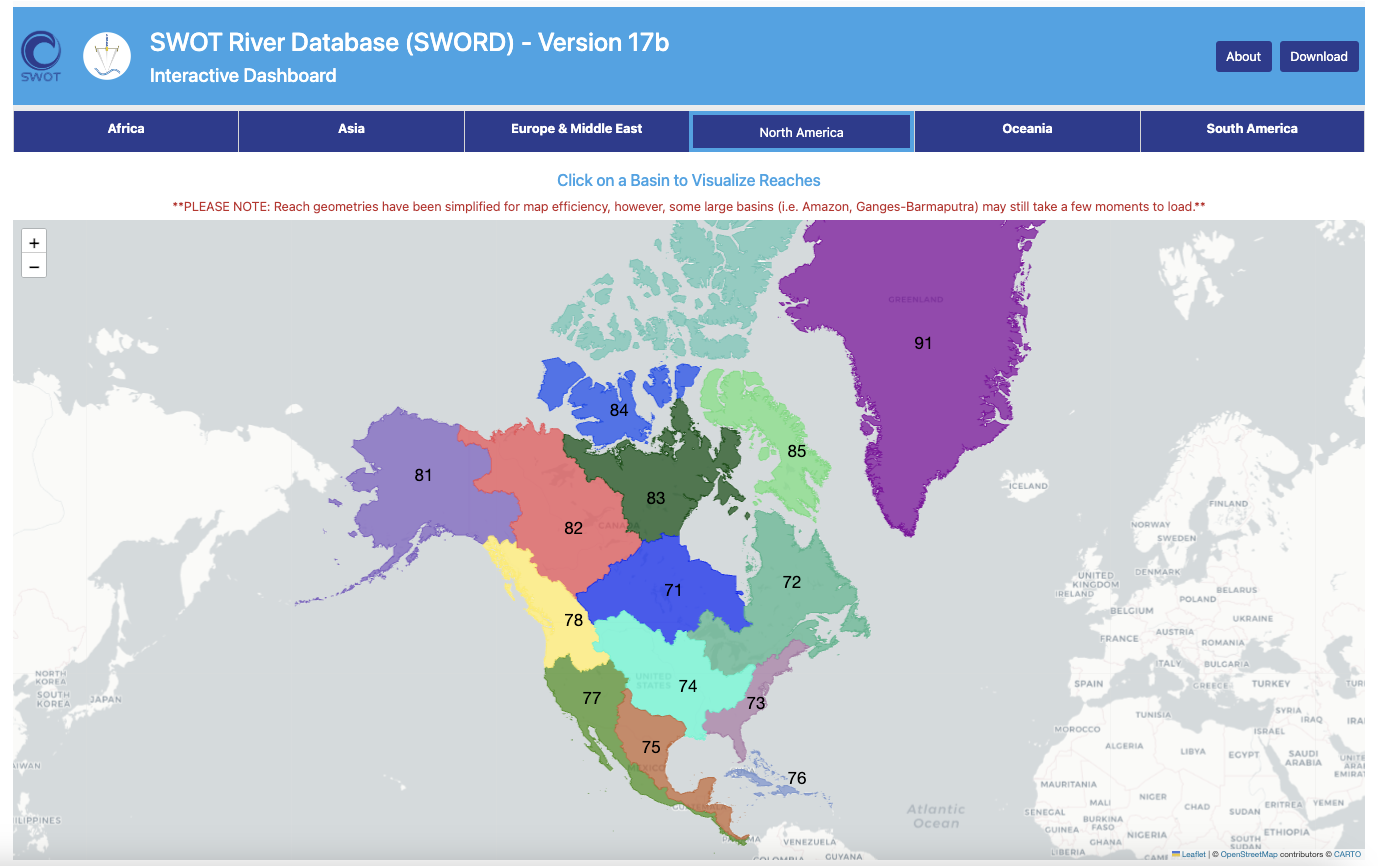 SWOT
SWOT River Database (SWORD) - Version 17b
Interactive Dashboard
About
Download
Africa
Asia
Europe & Middle East
North America
Oceania
South America
Click on a Basin to Visualize Reaches
**PLEASE NOTE: Reach geometries have been simplified for map efficiency, however, some large basins (i.e. Amazon, Ganges-Barmaputra) may still take a few moments to load.**
+
−
GREENLAND
91
84
85
81
83
ICELAND
82
CANADA
FINLAND
NORWAY
SWEDEN
71
72
UNITED
KINGDOM
DENMARK
IRELAND
BELARUS
POLAND
BELGIUM
UKRAINE
78
FRANCE
AUSTRIA
ROMANIA
ITALY
BULGARIA
NORTH
KOREA
SOUTH
KOREA
JAPAN
UNITED
STATES
74
77
73
SPAIN
GREECE
TURKEY
TUNISIA
SYRIA
IRAQ
MOROCCO
75
MEXICO
ALGERIA
LIBYA
EGYPT
ISRAEL
SAUDI
ARABIA
76
MAURITANIA
MALI
NIGER
CHAD
SUDAN
ERITREA
YEMEN
Atlantic
Ocean
SENEGAL
GUINEA
BURKINA
FASO
GHANA
NIGERIA
SOUTH
SUDAN
ETHIOPIA
LIBERIA
VENEZUELA
COLOMBIA
GUYANA
Leaflet | © OpenStreetMap contributors © CARTO